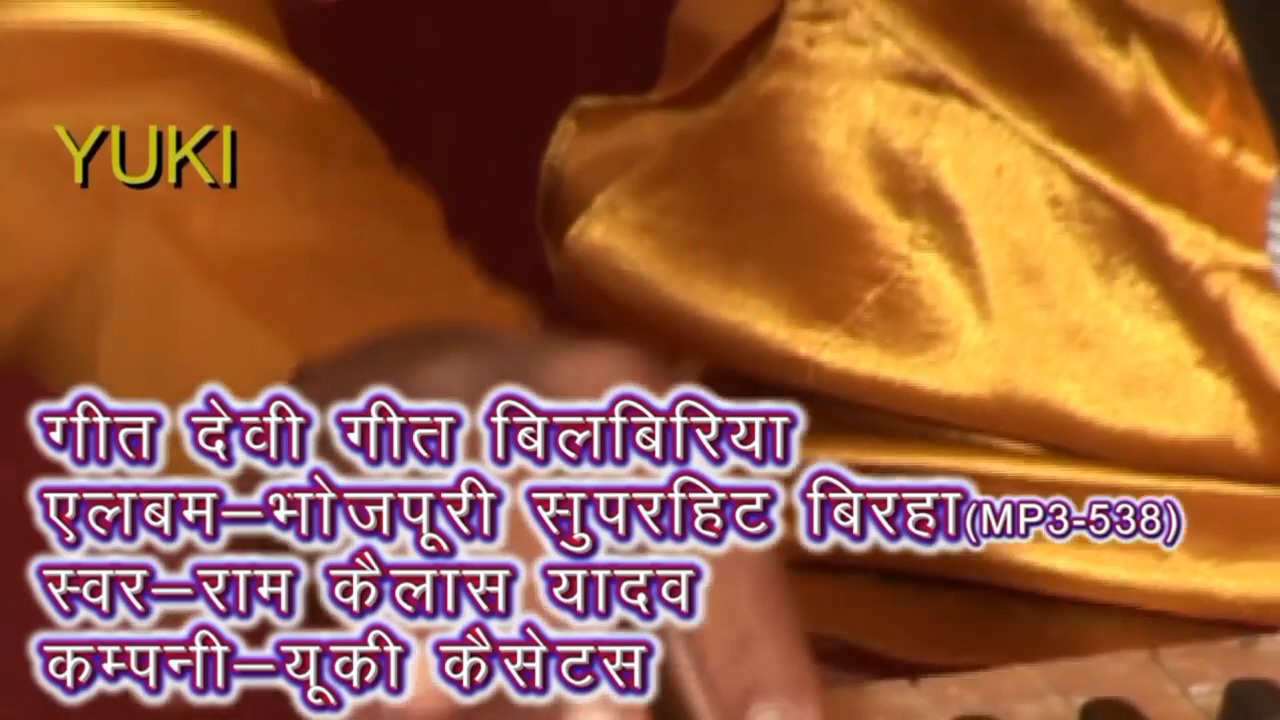 YUKI
गीत देवी गीत बिलबिरिया
एलबम–भोजपूरी सुपरहिट बिरहा(MP3-538)
स्वर–राम कैलास यादव
कम्पनी–यूकी कैसेटस